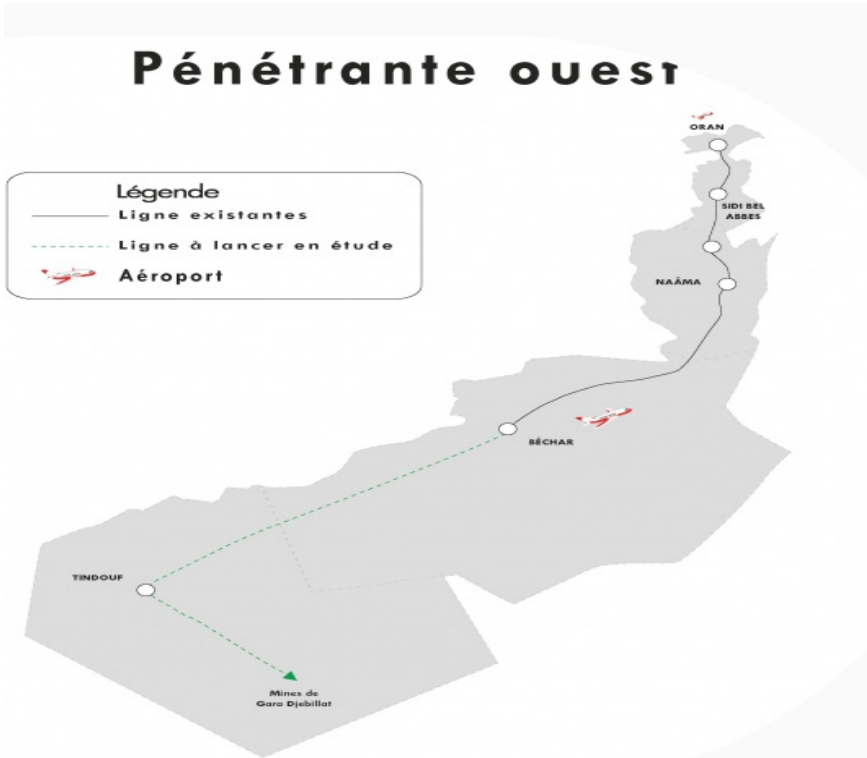 Pénétrante ouest
ORAN
Légende
Ligne existantes
Ligne à lancer en étude
Aéroport
SIDI BEL
ABBES
NAÂMA
BÉCHAR
TINDOUF
Mines de
Gara Djebillat